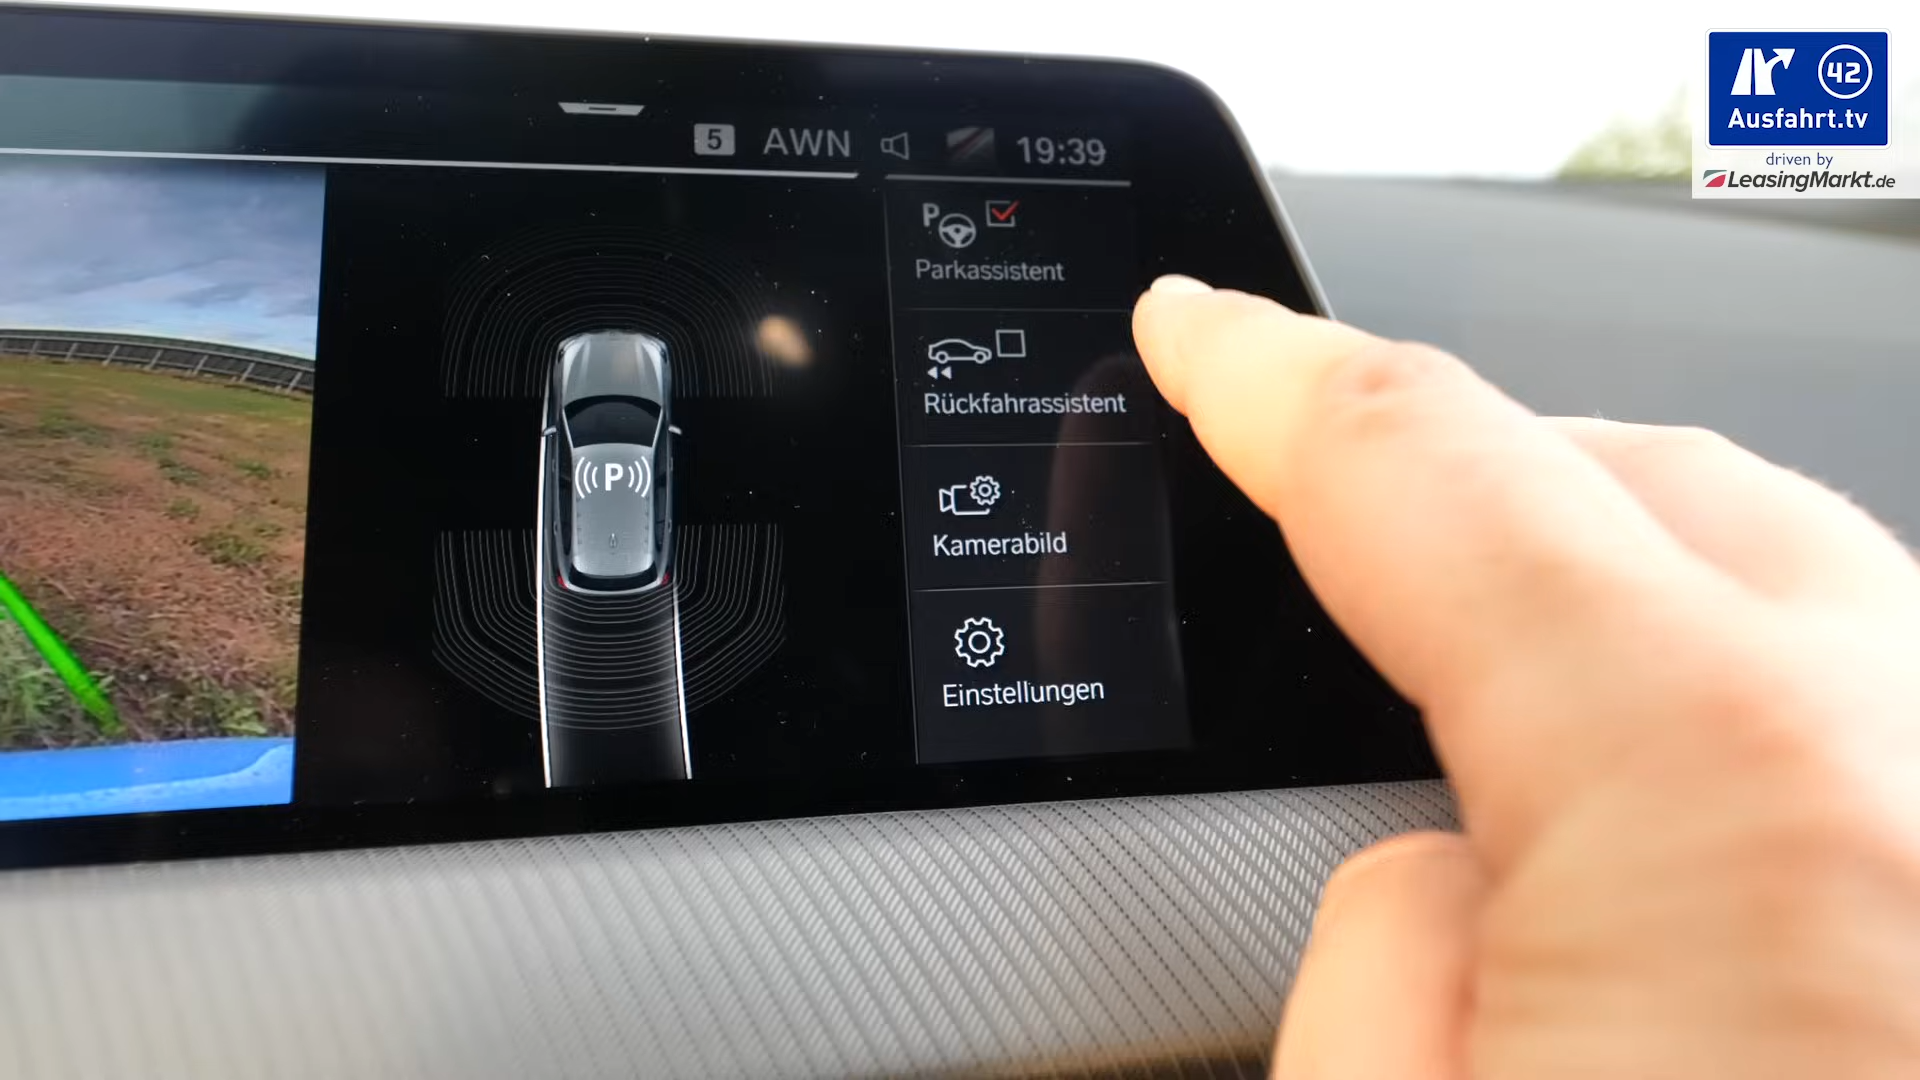 5 AWN 19:39
P
Parkassistent
Rückfahrassistent
Kamerabild
Einstellungen
P
42
Ausfahrt.tv
driven by
LeasingMarkt.de